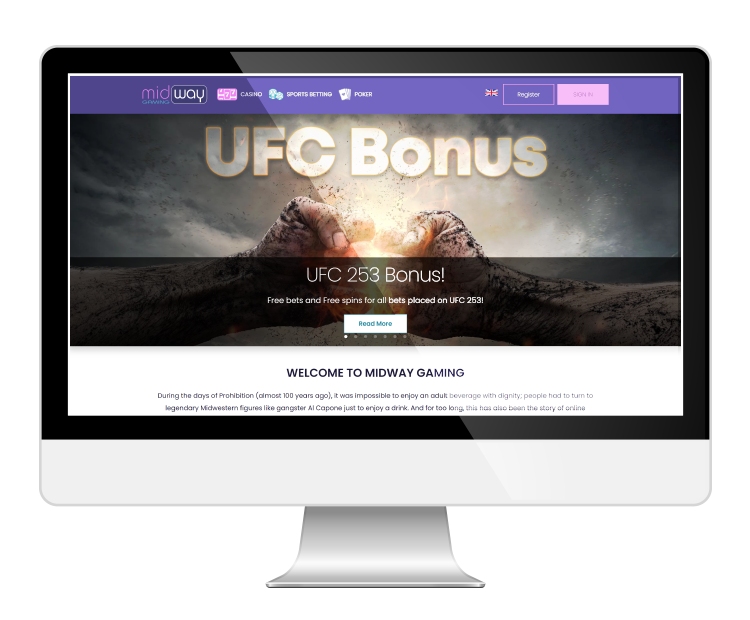 midway
GAMING
CASINO
SPORTS BETTING
POKER
Register
SIGN IN
UFC Bonus
UFC 253 Bonus!
Free bets and Free spins for all bets placed on UFC 253!
Read More
WELCOME TO MIDWAY GAMING
During the days of Prohibition (almost 100 years ago), it was impossible to enjoy an adult beverage with dignity; people had to turn to
legendary Midwestern figures like gangster Al Capone just to enjoy a drink. And for too long, this has also been the story of online